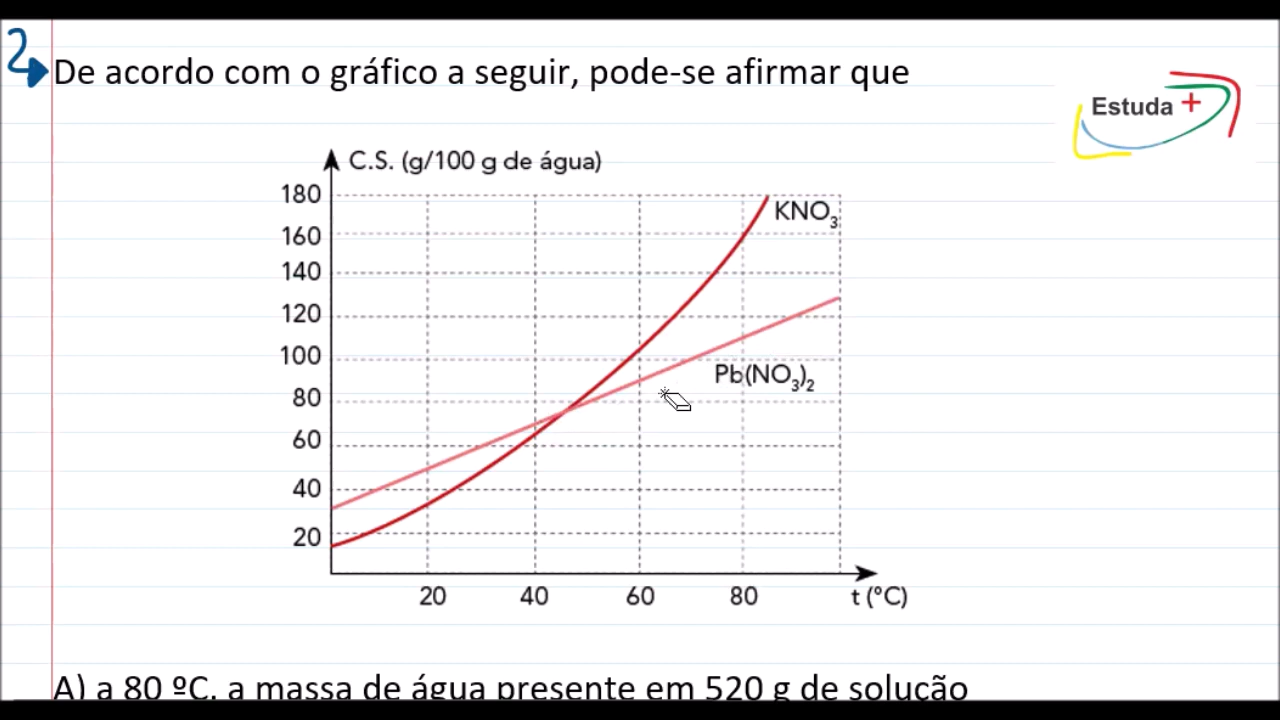 2
De acordo com o gráfico a seguir, pode-se afirmar que
Estuda +
C.S. (g/100 g de água)
180
160
140
120
100
80
60
40
20
KNO₃
Pb(NO₃)₂
20 40 60 80 t (°C)
A) a 80 ºC, a massa de água presente em 520 g de solução